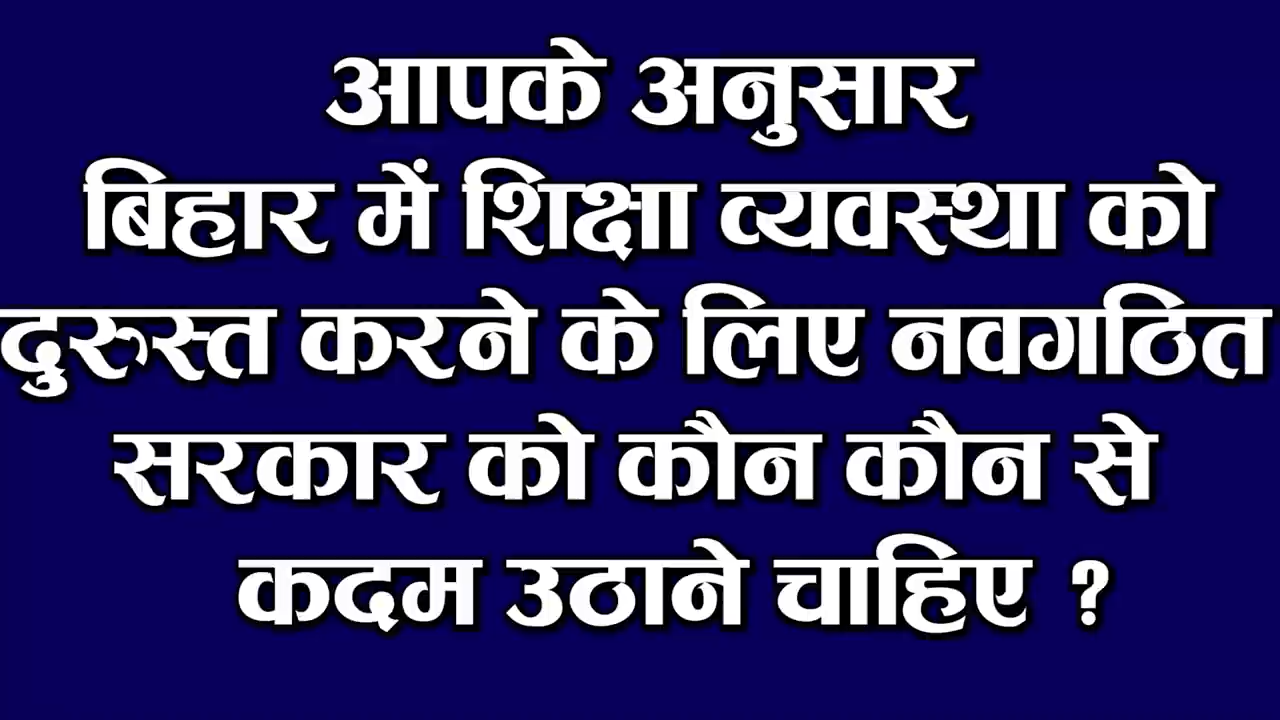 आपके अनुसार
बिहार में शिक्षा व्यवस्था को
दुरुस्त करने के लिए नवगठित
सरकार को कौन कौन से
कदम उठाने चाहिए ?